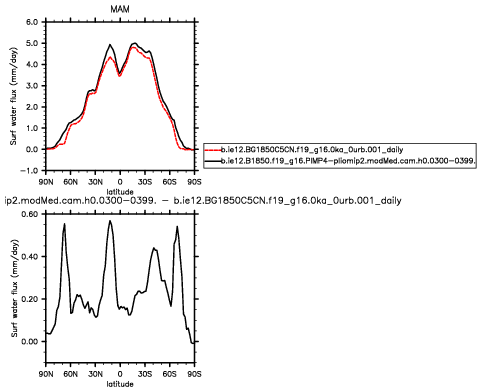 MAM
6.0
5.0
4.0
3.0
2.0
1.0
0.0
-1.0
Surf water flux (mm/day)
90N 60N 30N 0 30S 60S 90S
latitude
b.ie12.BG1850C5CN.f19_g16.0ka_0urb.001_daily
b.ie12.B1850.f19_g16.PIMP4-pliomip2.modMed.cam.h0.0300-0399.
ip2.modMed.cam.h0.0300-0399. - b.ie12.BG1850C5CN.f19_g16.0ka_0urb.001_daily
0.60
0.40
0.20
0.00
Surf water flux (mm/day)
90N 60N 30N 0 30S 60S 90S
latitude